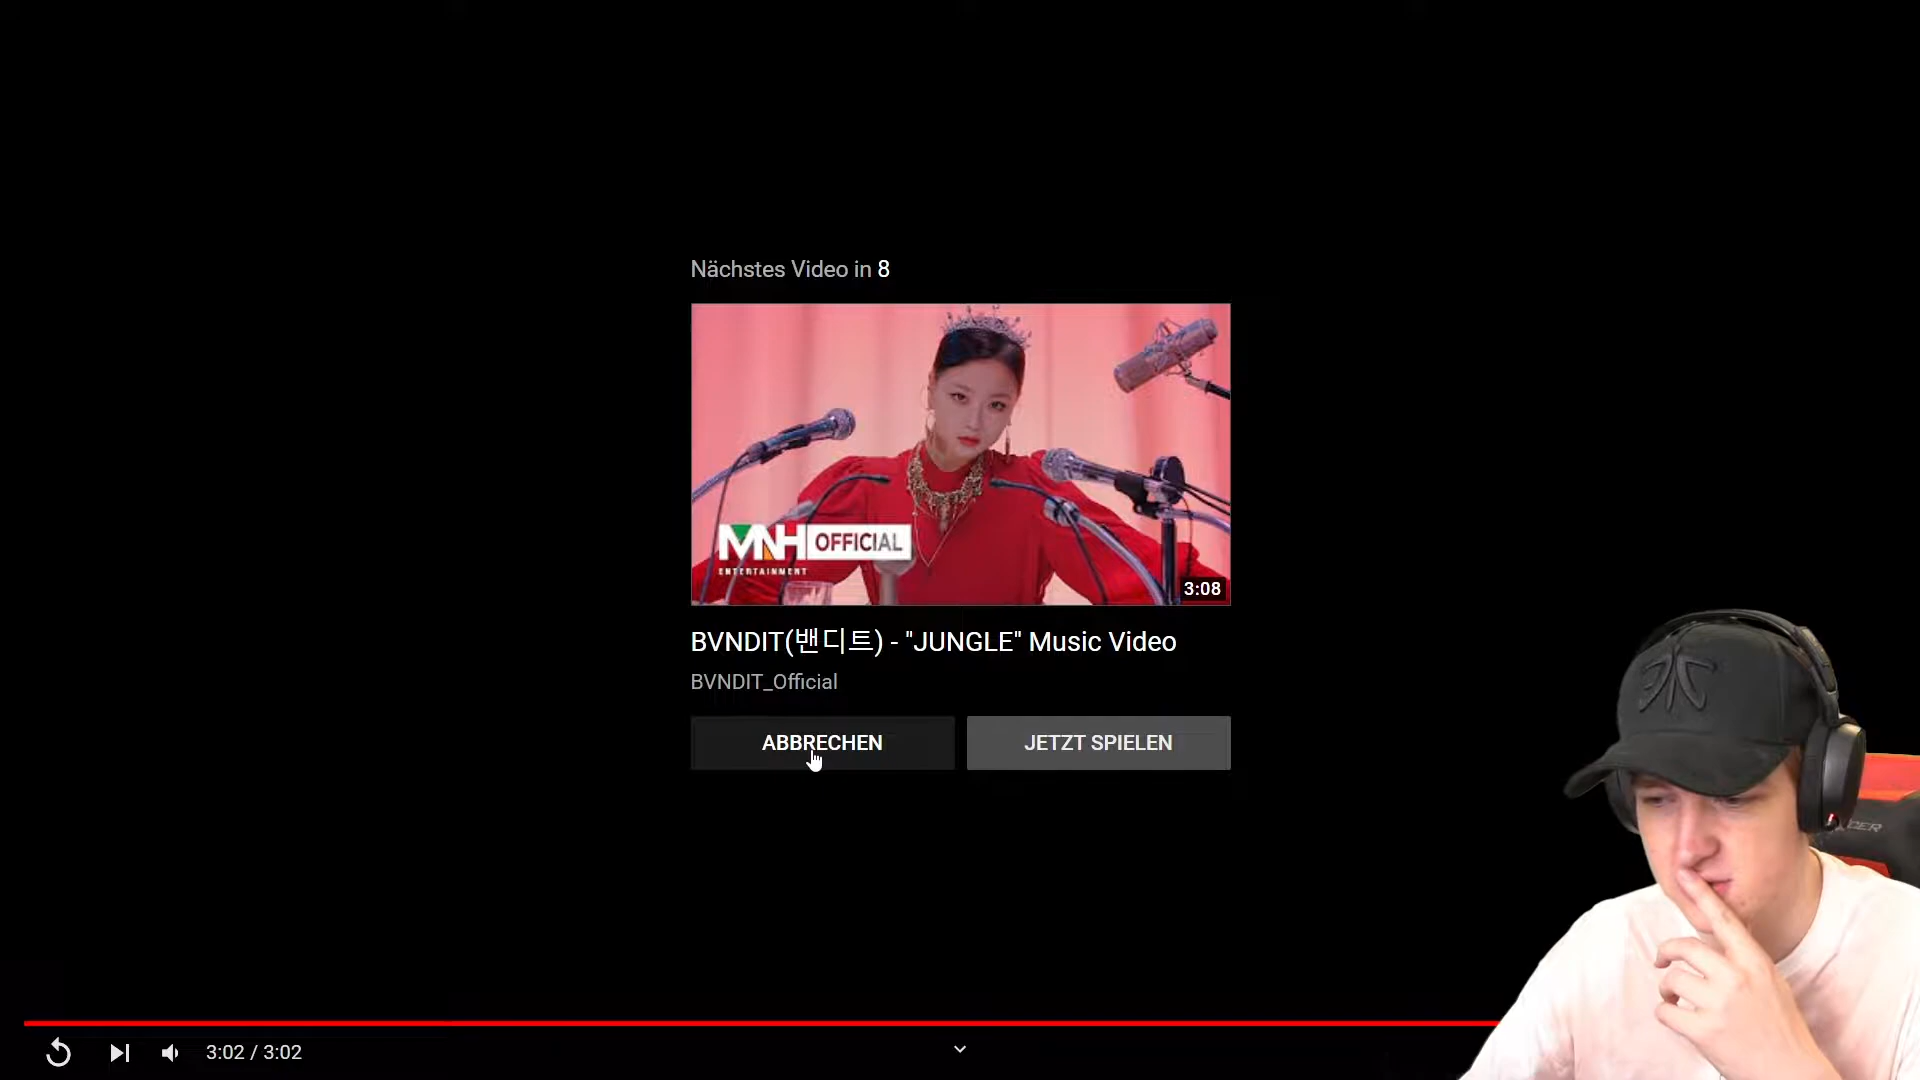 Nächstes Video in 8
MNH OFFICIAL
ENTERTAINMENT
3:08
BVNDIT(밴디트) - "JUNGLE" Music Video
BVNDIT_Official
ABBRECHEN
JETZT SPIELEN
3:02 / 3:02